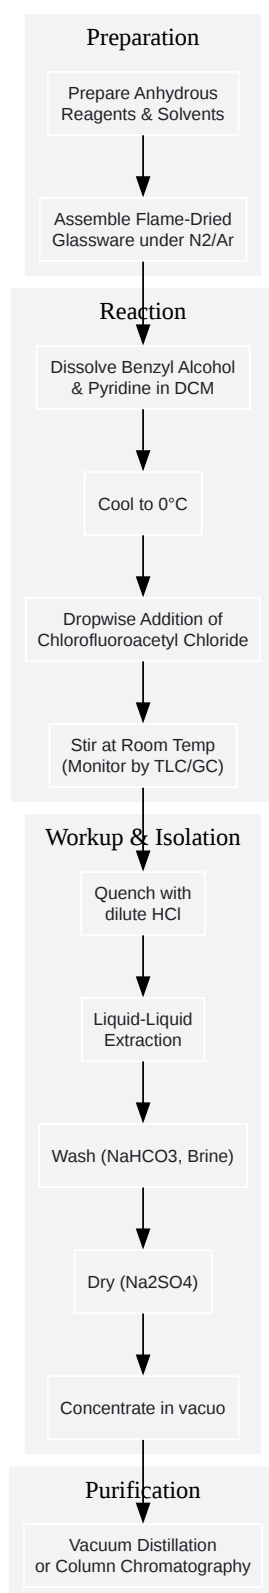 Preparation
Prepare Anhydrous
Reagents & Solvents
Assemble Flame-Dried
Glassware under N2/Ar
Reaction
Dissolve Benzyl Alcohol
& Pyridine in DCM
Cool to 0°C
Dropwise Addition of
Chlorofluoroacetyl Chloride
Stir at Room Temp
(Monitor by TLC/GC)
Workup & Isolation
Quench with
dilute HCl
Liquid-Liquid
Extraction
Wash (NaHCO3, Brine)
Dry (Na2SO4)
Concentrate in vacuo
Purification
Vacuum Distillation
or Column Chromatography